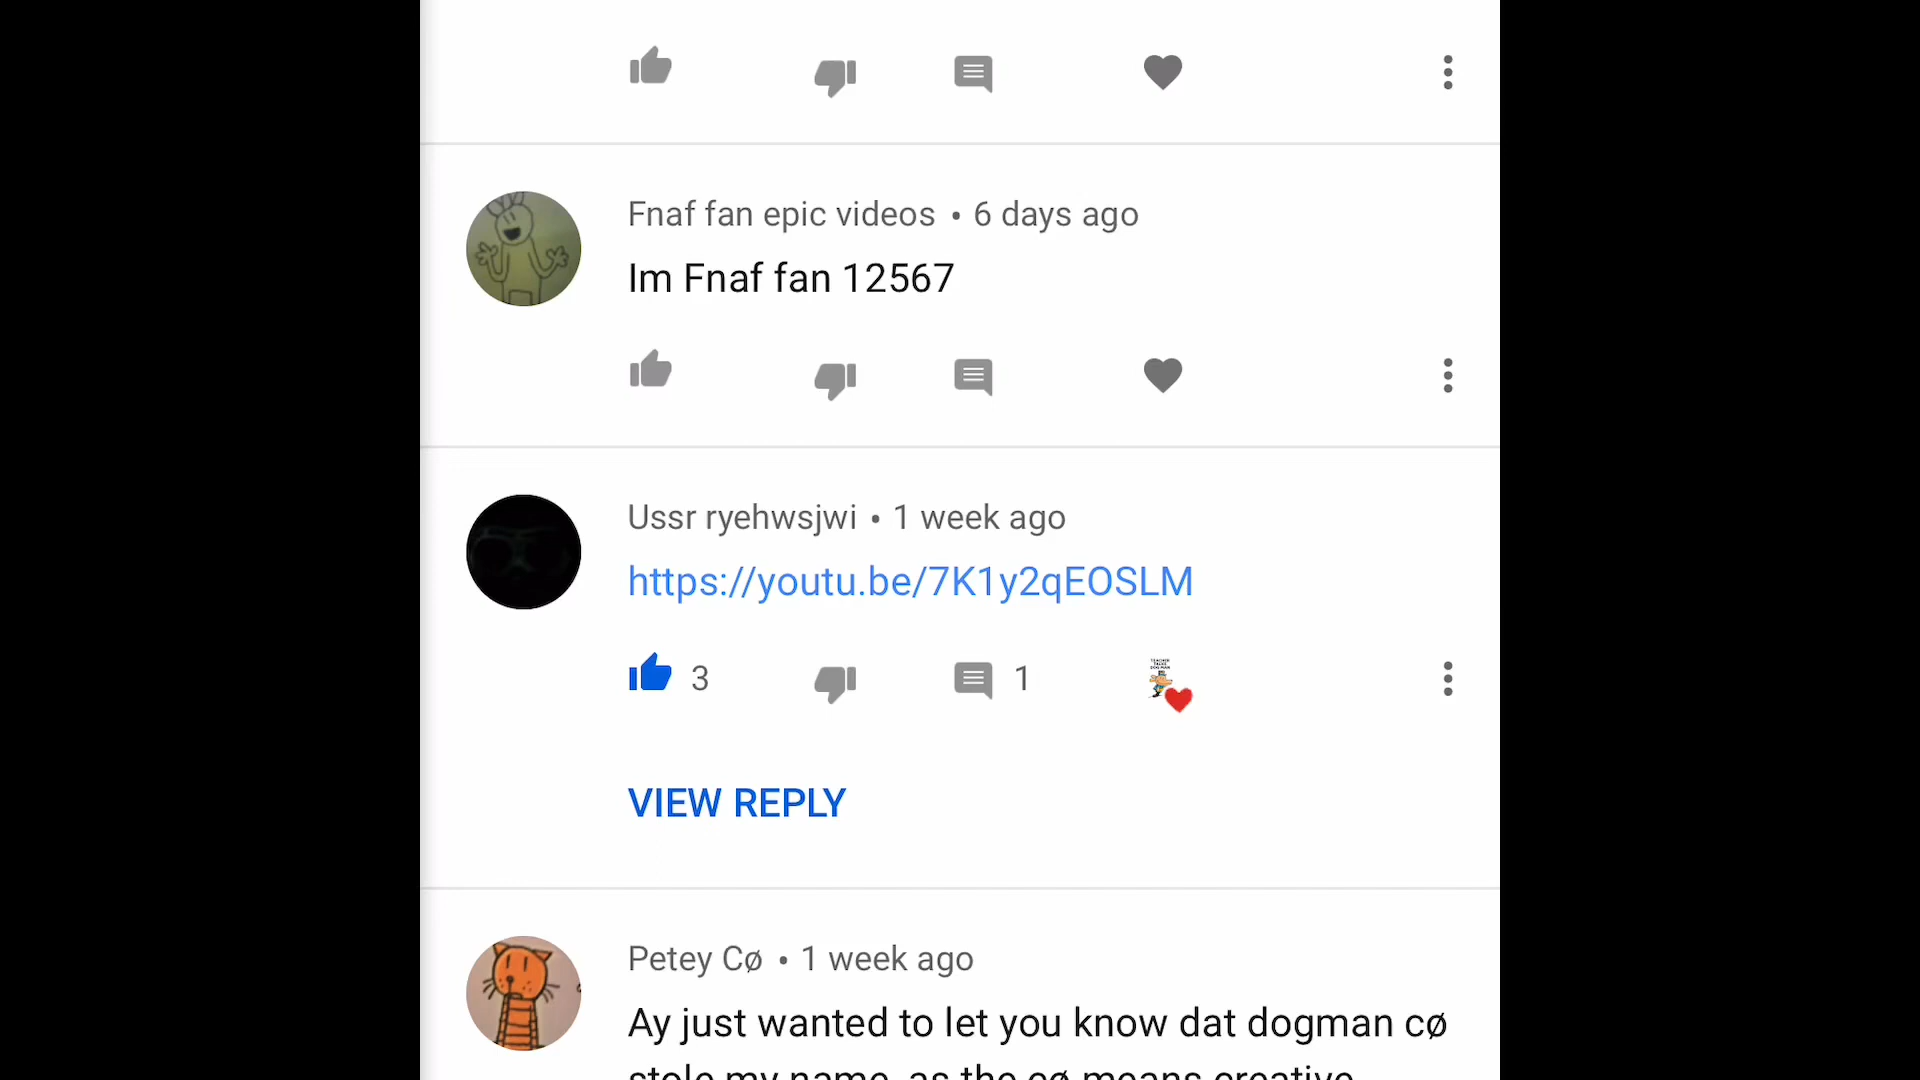 Fnaf fan epic videos • 6 days ago
Im Fnaf fan 12567
Ussr ryehwsjwi • 1 week ago
https://youtu.be/7K1y2qEOSLM
3
1
VIEW REPLY
Petey Cø • 1 week ago
Ay just wanted to let you know dat dogman cø
stole my name, as the cø means creative